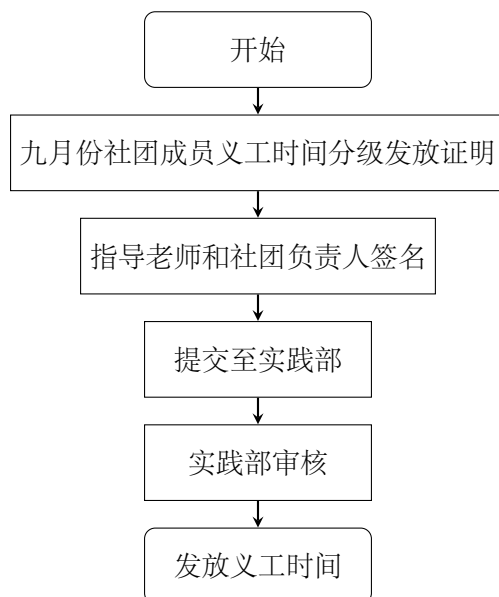 开始
九月份社团成员义工时间分级发放证明
指导老师和社团负责人签名
提交至实践部
实践部审核
发放义工时间